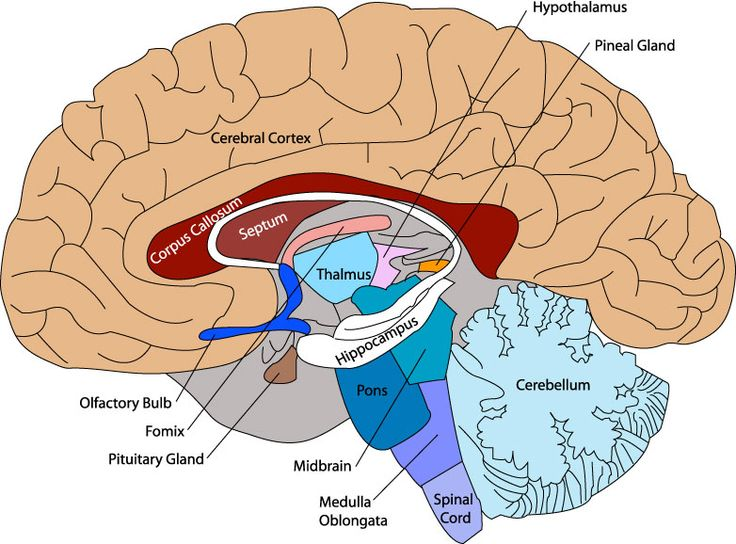 Hypothalamus
Pineal Gland
Cerebral Cortex
Corpus Callosum
Septum
Thalmus
Hippocampus
Cerebellum
Pons
Olfactory Bulb
Fomix
Pituitary Gland
Midbrain
Medulla
Oblongata
Spinal
Cord